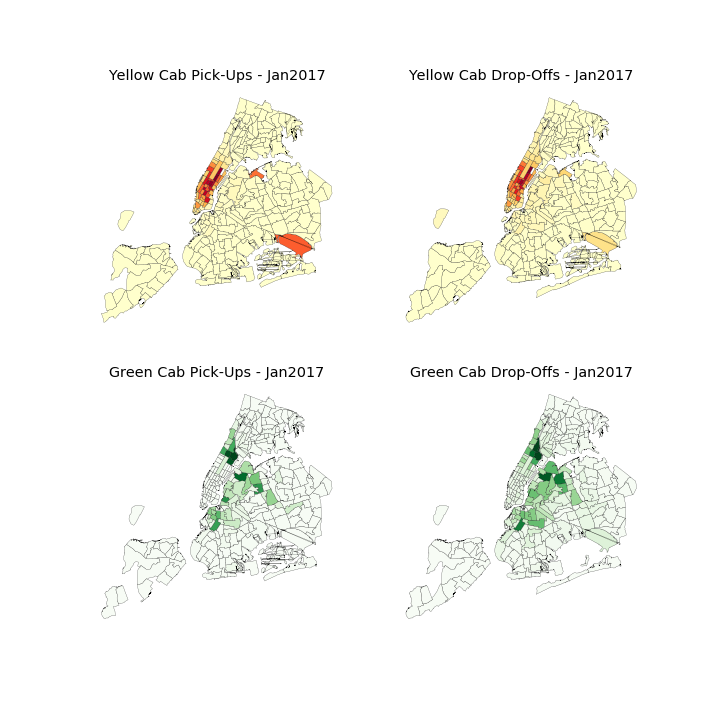 Yellow Cab Pick-Ups - Jan2017
Yellow Cab Drop-Offs - Jan2017
Green Cab Pick-Ups - Jan2017
Green Cab Drop-Offs - Jan2017